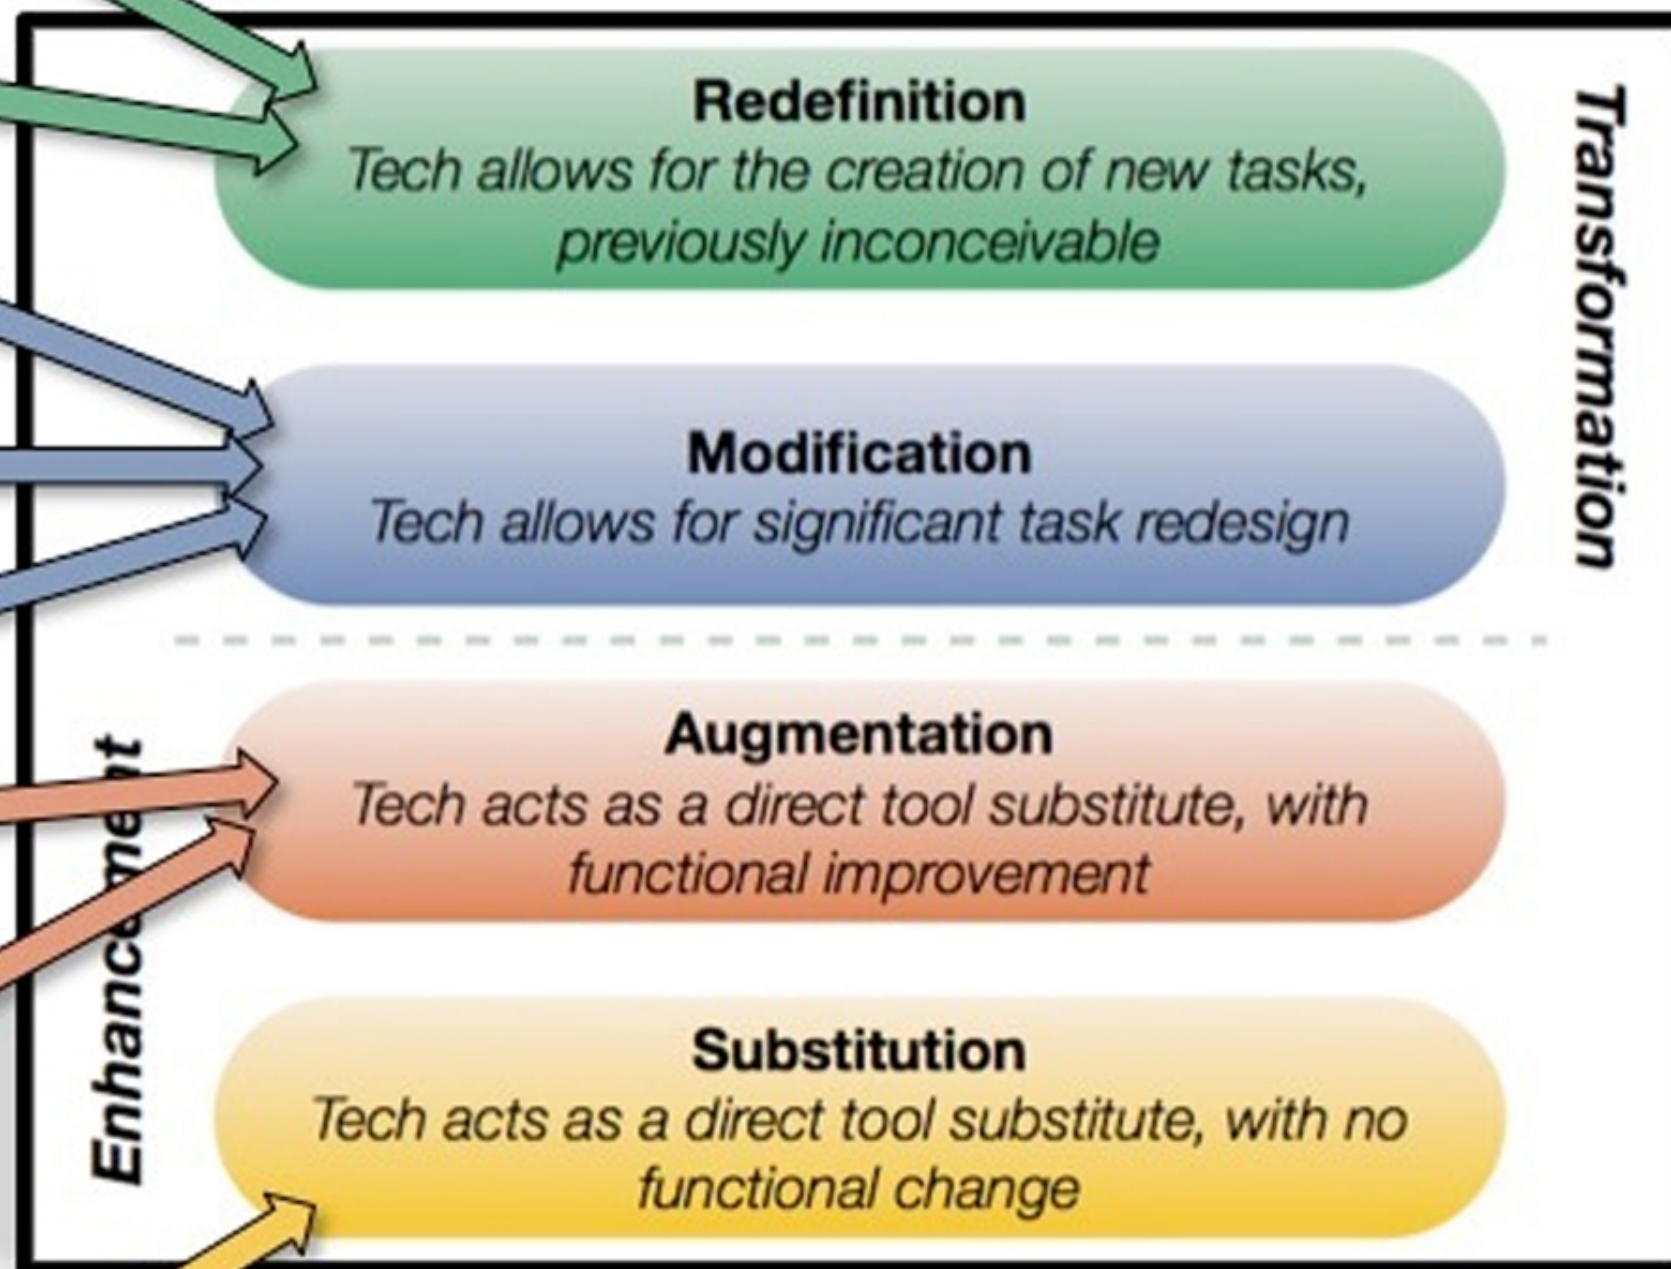 Redefinition
Tech allows for the creation of new tasks,
previously inconceivable
Transformation
Modification
Tech allows for significant task redesign
Enhancement
Augmentation
Tech acts as a direct tool substitute, with
functional improvement
Substitution
Tech acts as a direct tool substitute, with no
functional change